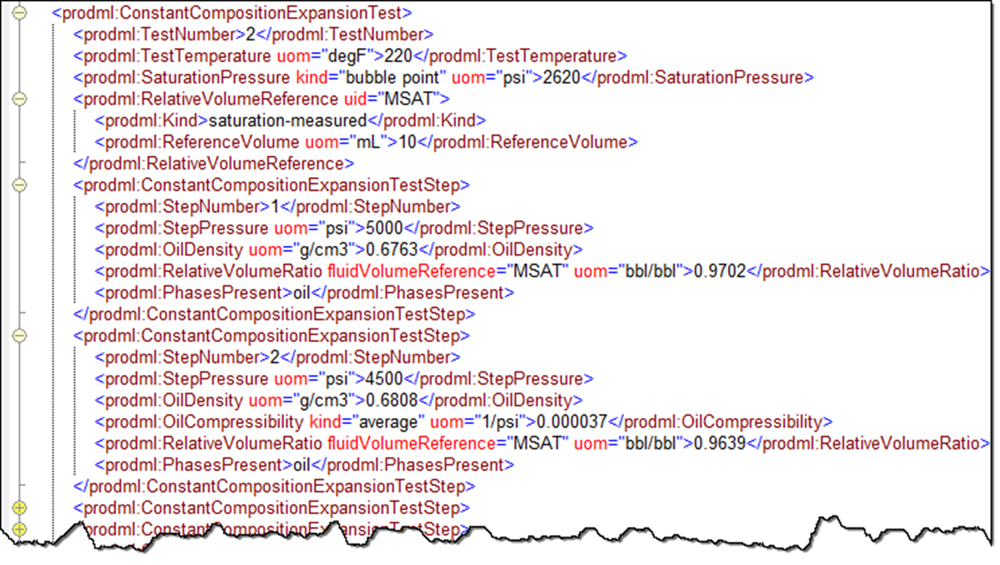 <prodml:ConstantCompositionExpansionTest>
<prodml:TestNumber>2</prodml:TestNumber>
<prodml:TestTemperature uom="degF">220</prodml:TestTemperature>
<prodml:SaturationPressure kind="bubble point" uom="psi">2620</prodml:SaturationPressure>
<prodml:RelativeVolumeReference uid="MSAT">
<prodml:Kind>saturation-measured</prodml:Kind>
<prodml:ReferenceVolume uom="mL">10</prodml:ReferenceVolume>
</prodml:RelativeVolumeReference>
<prodml:ConstantCompositionExpansionTestStep>
<prodml:StepNumber>1</prodml:StepNumber>
<prodml:StepPressure uom="psi">5000</prodml:StepPressure>
<prodml:OilDensity uom="g/cm3">0.6763</prodml:OilDensity>
<prodml:RelativeVolumeRatio fluidVolumeReference="MSAT" uom="bbl/bbl">0.9702</prodml:RelativeVolumeRatio>
<prodml:PhasesPresent>oil</prodml:PhasesPresent>
</prodml:ConstantCompositionExpansionTestStep>
<prodml:ConstantCompositionExpansionTestStep>
<prodml:StepNumber>2</prodml:StepNumber>
<prodml:StepPressure uom="psi">4500</prodml:StepPressure>
<prodml:OilDensity uom="g/cm3">0.6808</prodml:OilDensity>
<prodml:OilCompressibility kind="average" uom="1/psi">0.000037</prodml:OilCompressibility>
<prodml:RelativeVolumeRatio fluidVolumeReference="MSAT" uom="bbl/bbl">0.9639</prodml:RelativeVolumeRatio>
<prodml:PhasesPresent>oil</prodml:PhasesPresent>
</prodml:ConstantCompositionExpansionTestStep>
<prodml:ConstantCompositionExpansionTestStep>
prodml:ConstantCompositionExpansionTestStep>